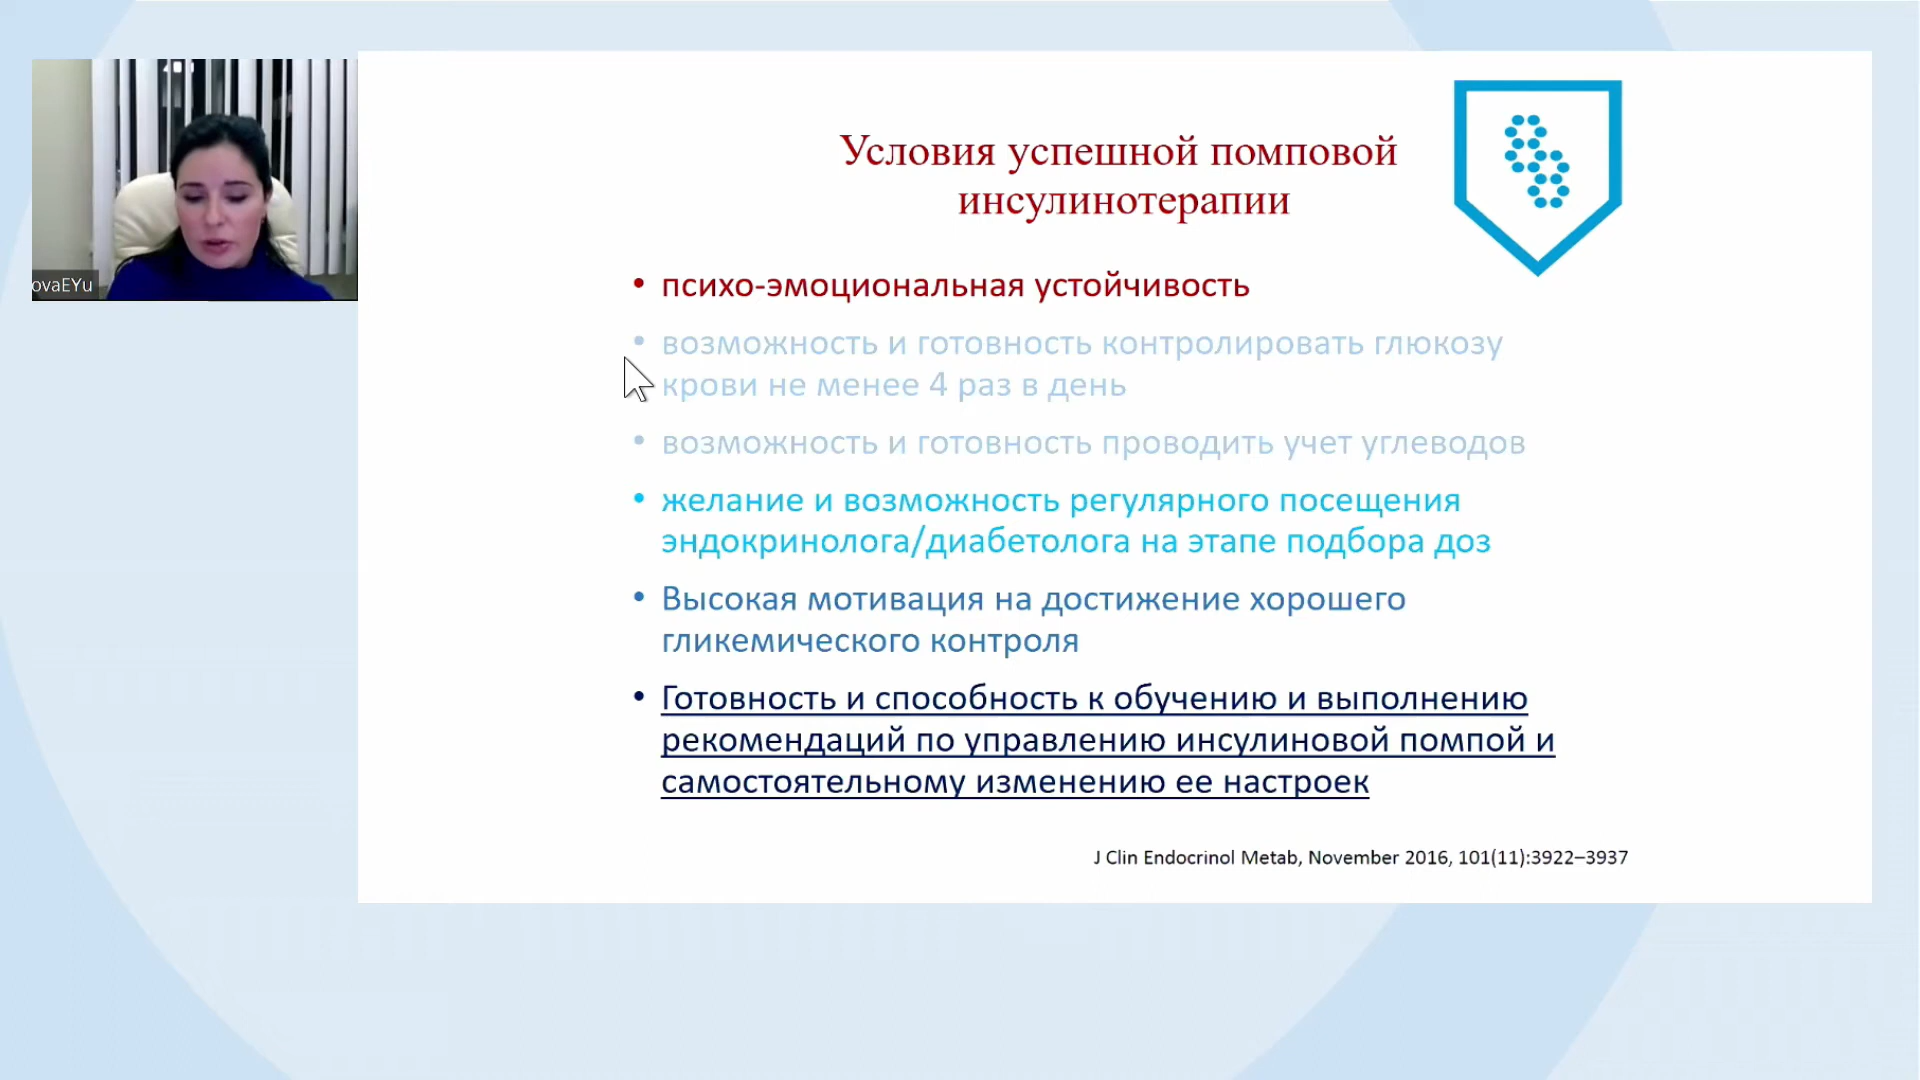 Условия успешной помповой
инсулинотерапии
• психо-эмоциональная устойчивость
• возможность и готовность контролировать глюкозу
крови не менее 4 раз в день
• возможность и готовность проводить учет углеводов
• желание и возможность регулярного посещения
эндокринолога/диабетолога на этапе подбора доз
• Высокая мотивация на достижение хорошего
гликемического контроля
• Готовность и способность к обучению и выполнению
рекомендаций по управлению инсулиновой помпой и
самостоятельному изменению ее настроек
J Clin Endocrinol Metab, November 2016, 101(11):3922–3937
ovaEYu